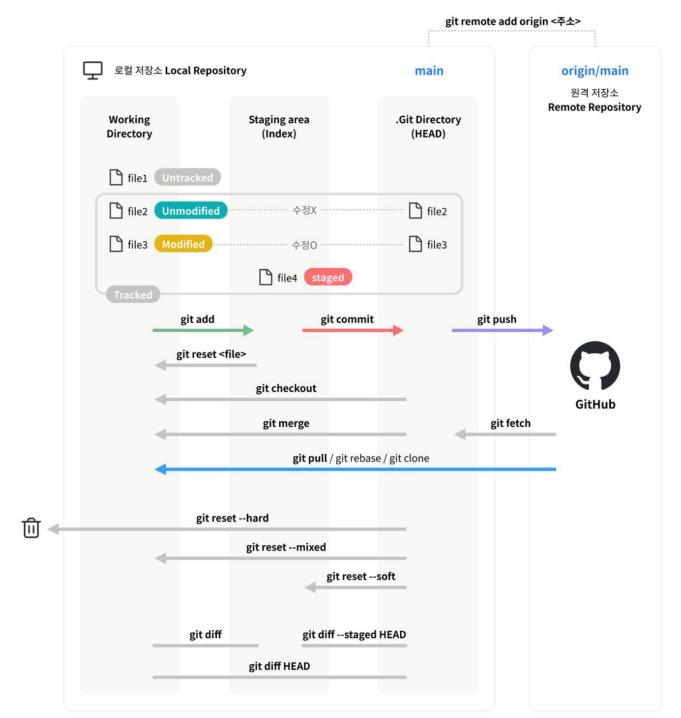 git remote add origin <주소>
로컬 저장소 Local Repository
main
origin/main
원격 저장소
Remote Repository
Working
Directory
Staging area
(Index)
.Git Directory
(HEAD)
file1 Untracked
file2 Unmodified 수정X file2
file3 Modified 수정O file3
file4 staged
Tracked
git add
git commit
git push
git reset <file>
GitHub
git checkout
git merge
git fetch
git pull / git rebase / git clone
git reset --hard
git reset --mixed
git reset --soft
git diff
git diff --staged HEAD
git diff HEAD